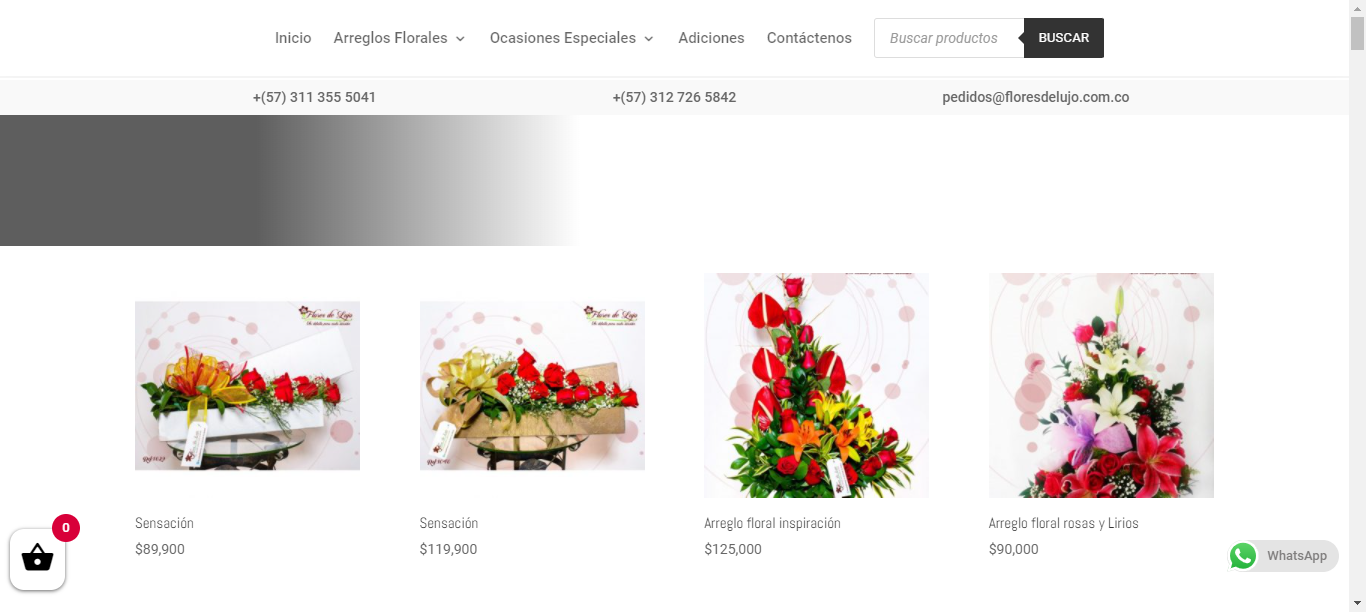 Inicio
Arreglos Florales
Ocasiones Especiales
Adiciones
Contáctenos
Buscar productos
BUSCAR
+(57) 311 355 5041
+(57) 312 726 5842
pedidos@floresdelujo.com.co
Flores de Lujo
Flores de Lujo
Sensación
Sensación
Arreglo floral inspiración
Arreglo floral rosas y Lirios
$89,900
$119,900
$125,000
$90,000
0
WhatsApp